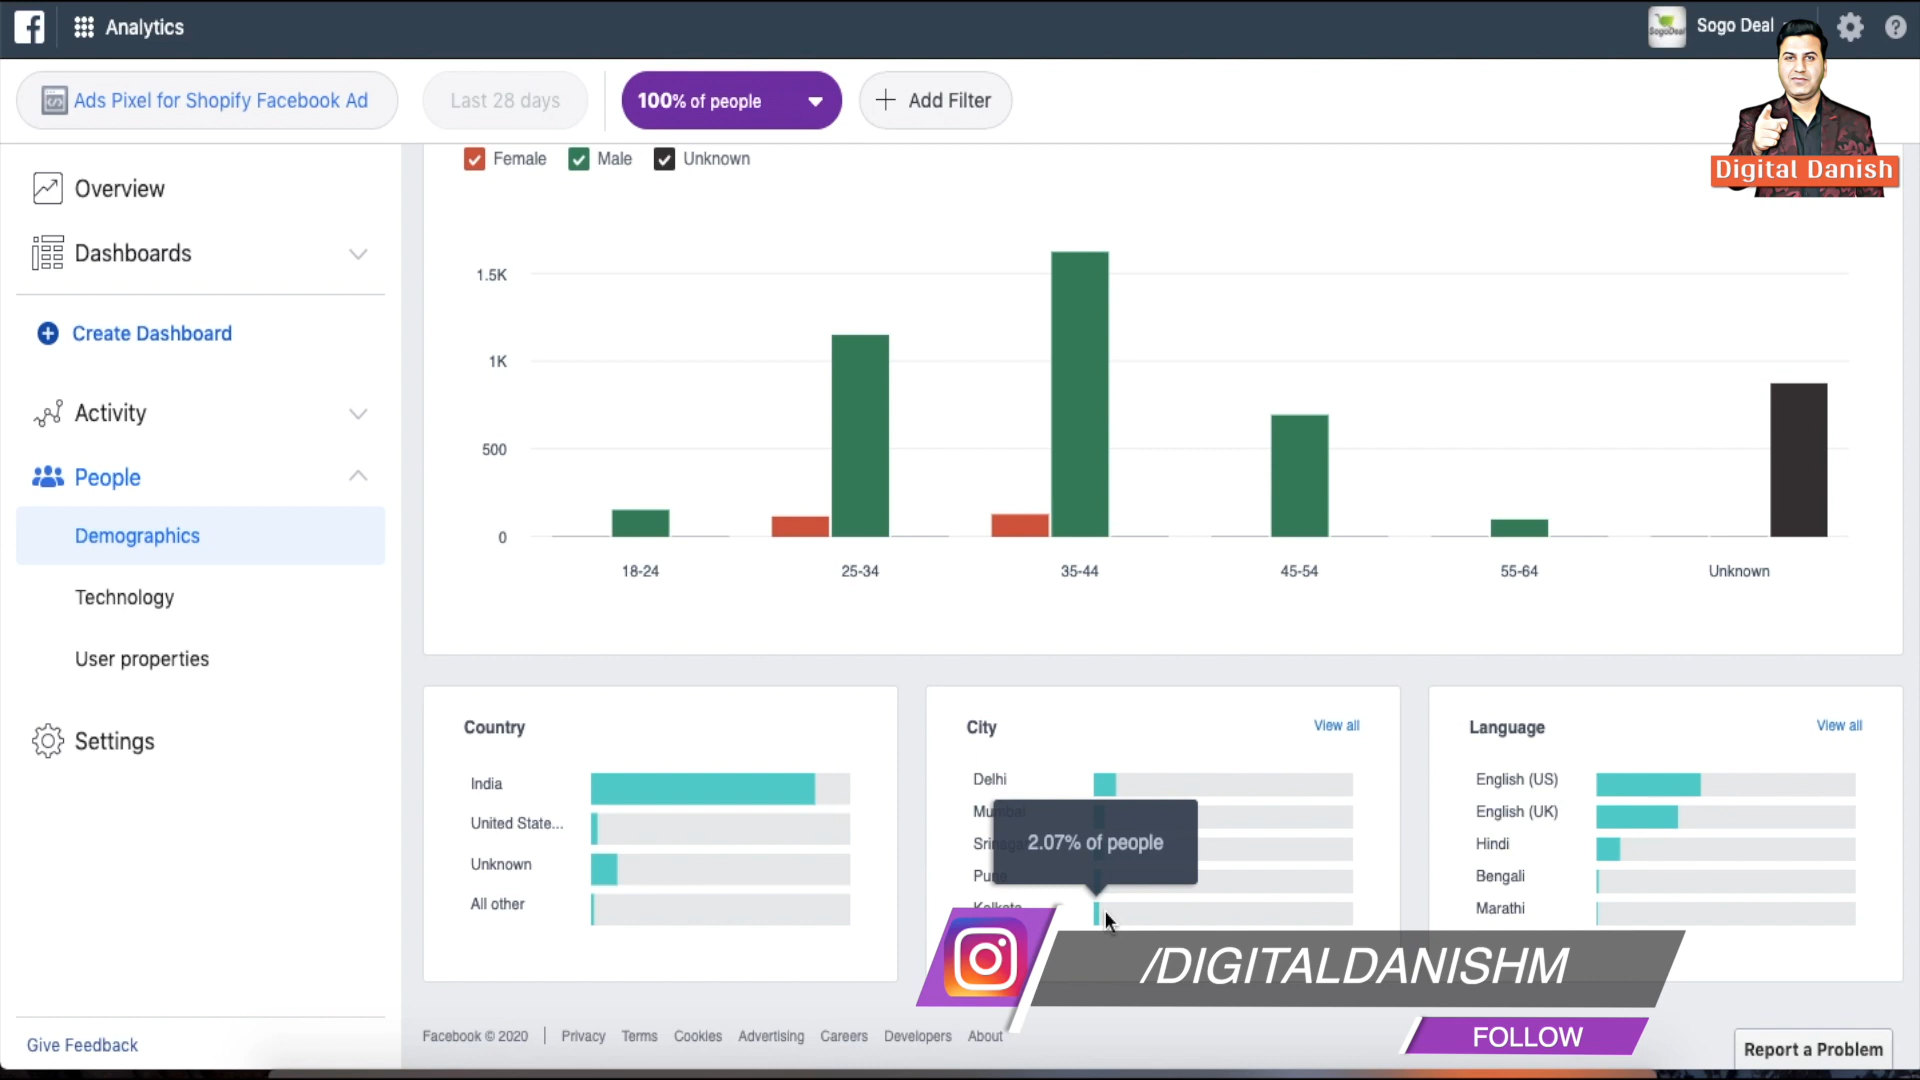 Analytics
Sogo Deal
Ads Pixel for Shopify Facebook Ad
Last 28 days
100% of people
Add Filter
Digital Danish
Female
Male
Unknown
Overview
Dashboards
Create Dashboard
Activity
People
Demographics
Technology
User properties
Settings
Give Feedback
1.5K
1K
500
0
18-24
25-34
35-44
45-54
55-64
Unknown
Country
India
United State...
Unknown
All other
City
View all
Delhi
Mumbai
Srinagar
Pune
Kolkata
2.07% of people
Language
View all
English (US)
English (UK)
Hindi
Bengali
Marathi
/DIGITALDANISHM
FOLLOW
Facebook © 2020
Privacy
Terms
Cookies
Advertising
Careers
Developers
About
Report a Problem